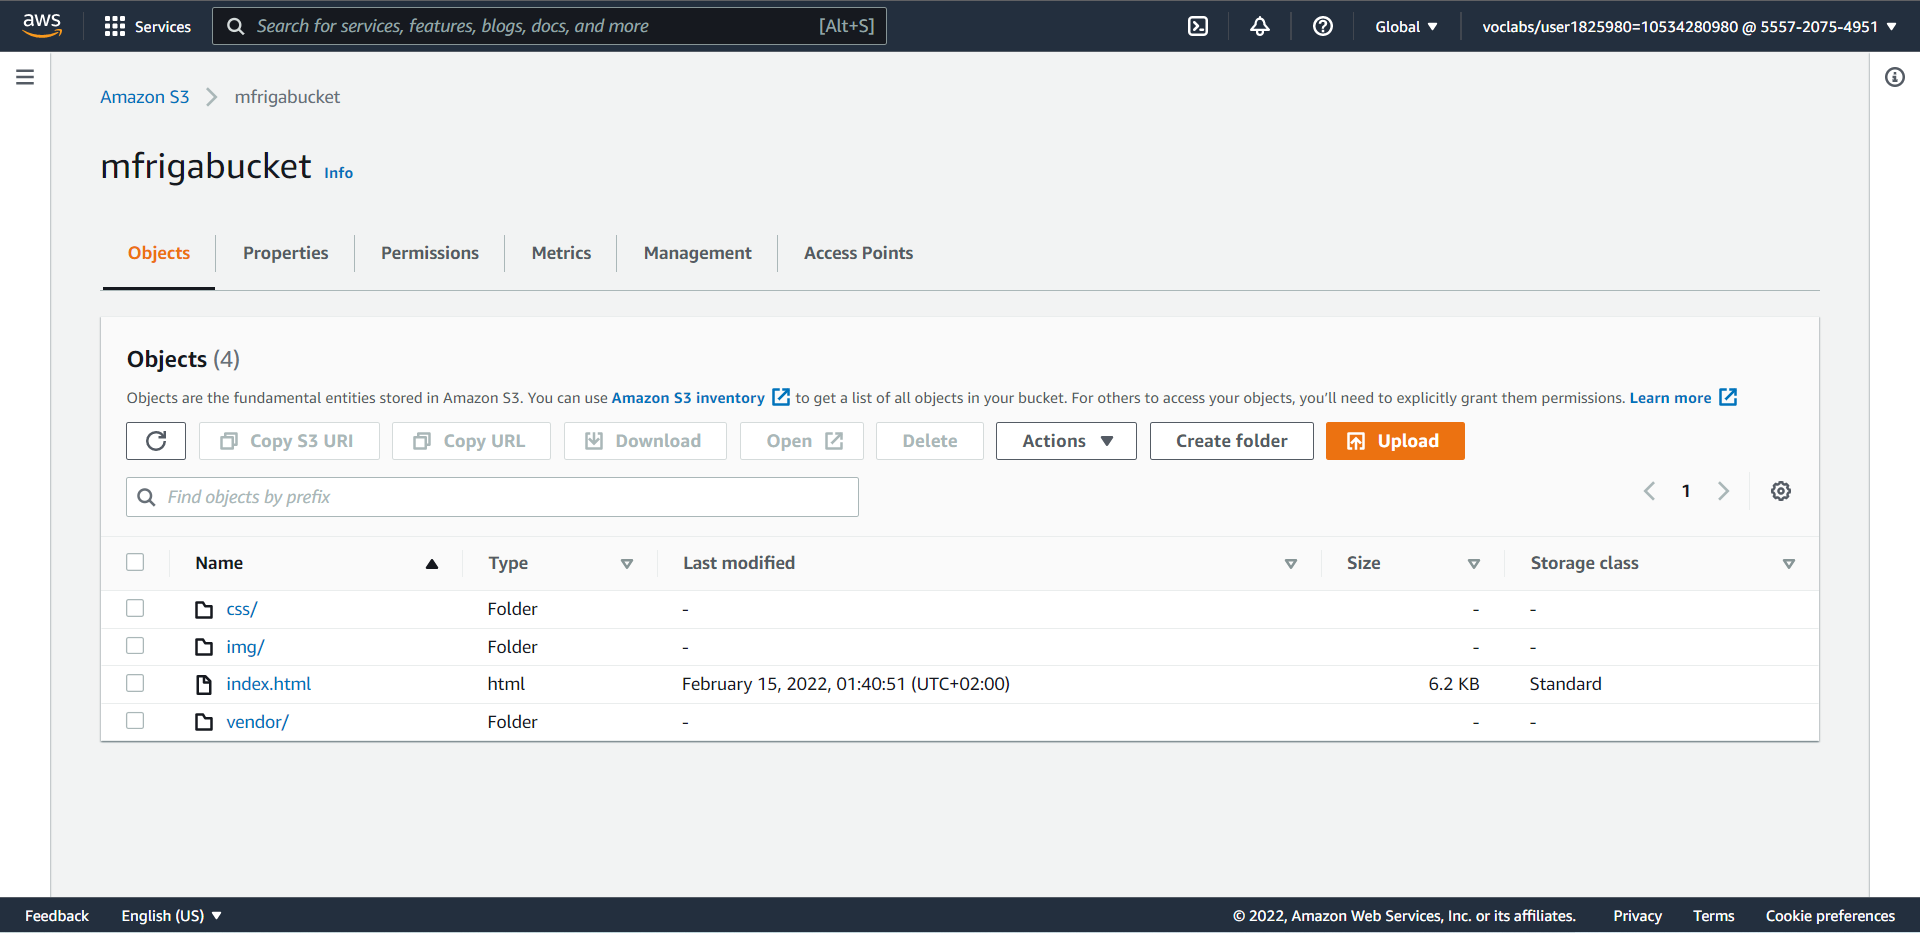 aws Services Search for services, features, blogs, docs, and more [Alt+S] Global voclabs/user1825980=10534280980 @ 5557-2075-4951
Amazon S3 mfrigabucket
mfrigabucket Info
Objects Properties Permissions Metrics Management Access Points
Objects (4)
Objects are the fundamental entities stored in Amazon S3. You can use Amazon S3 inventory to get a list of all objects in your bucket. For others to access your objects, you'll need to explicitly grant them permissions. Learn more
Copy S3 URI Copy URL Download Open Delete Actions Create folder Upload
Find objects by prefix 1
Name Type Last modified Size Storage class
css/ Folder - - -
img/ Folder - - -
index.html html February 15, 2022, 01:40:51 (UTC+02:00) 6.2 KB Standard
vendor/ Folder - - -
Feedback English (US) © 2022, Amazon Web Services, Inc. or its affiliates. Privacy Terms Cookie preferences